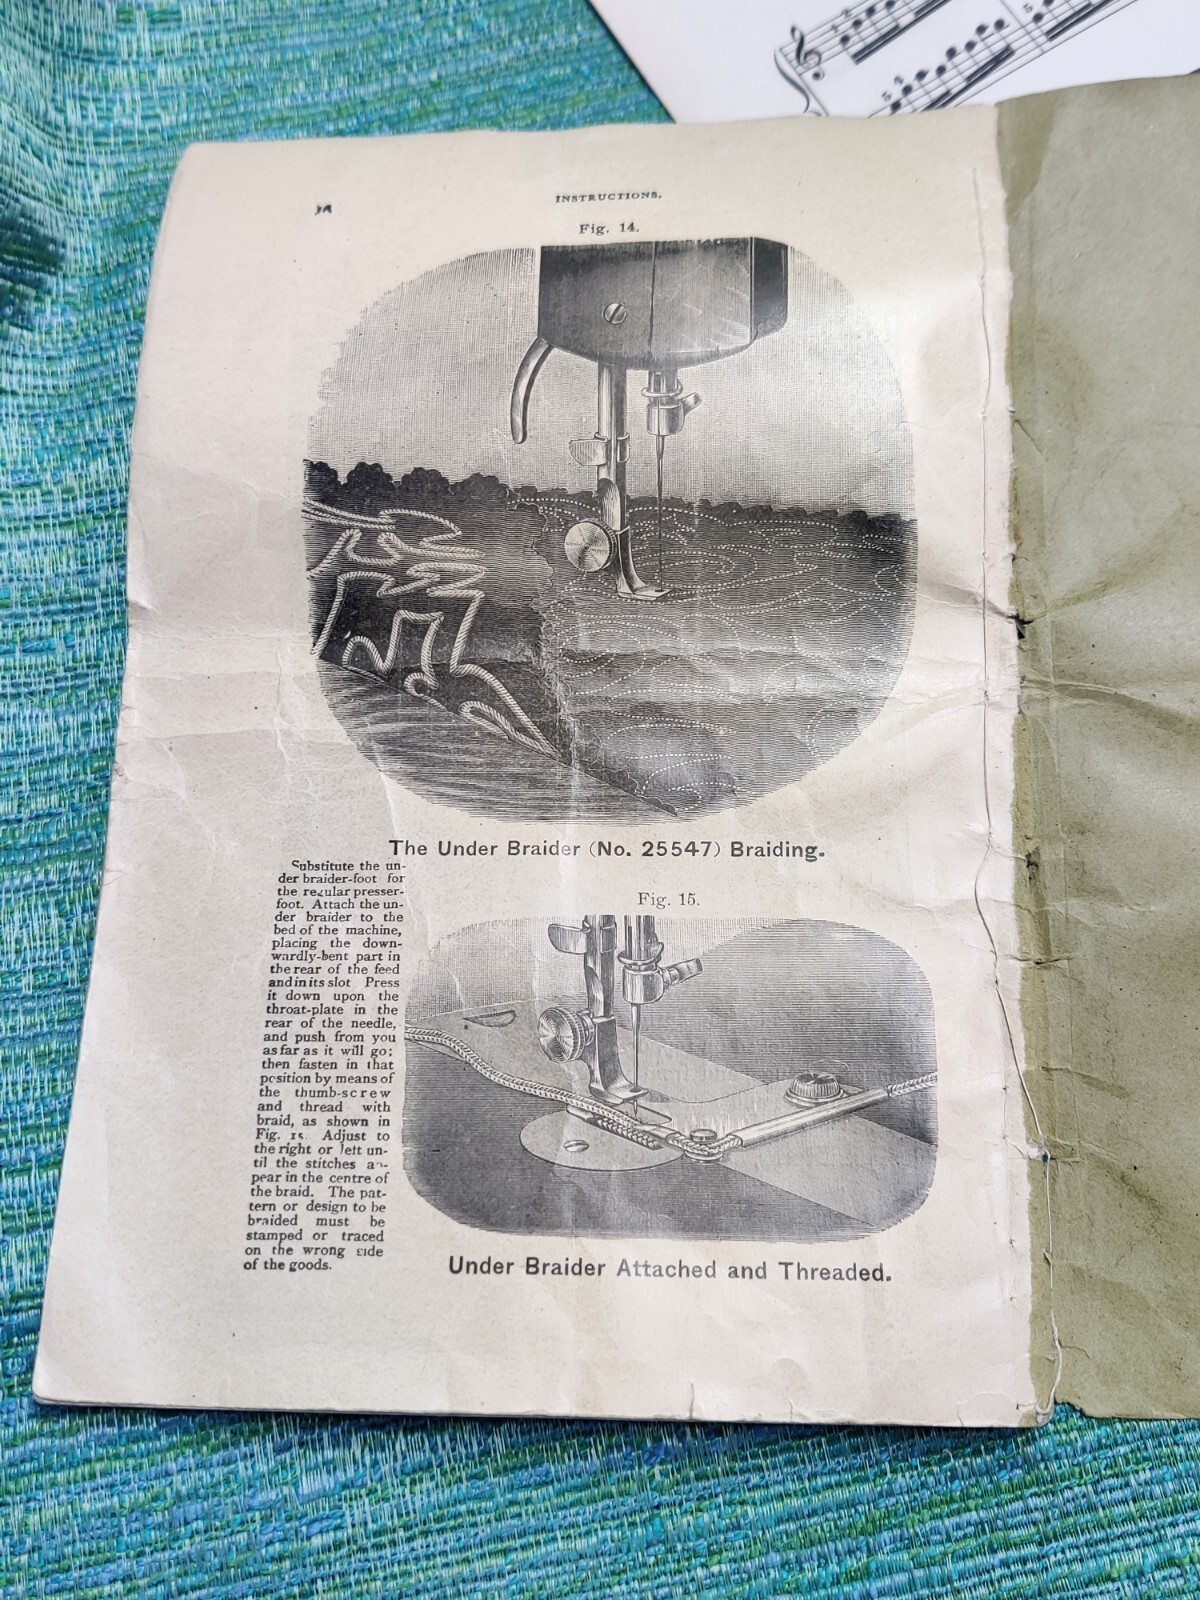 INSTRUCTIONS.
Fig. 14.
The Under Braider (No. 25547) Braiding.
Substitute the un-
der braider-foot for
the regular presser-
foot. Attach the un-
der braider to the
bed of the machine,
placing the down-
wardly-bent part in
the rear of the feed
and in its slot Press
it down upon the
throat-plate in the
rear of the needle,
and push from you
as far as it will go;
then fasten in that
position by means of
the thumb-screw
and thread with
braid, as shown in
Fig. 15. Adjust to
the right or left un-
til the stitches ap-
pear in the centre of
the braid. The pat-
tern or design to be
braided must be
stamped or traced
on the wrong side
of the goods.
Fig. 15.
Under Braider Attached and Threaded.
5 4
5